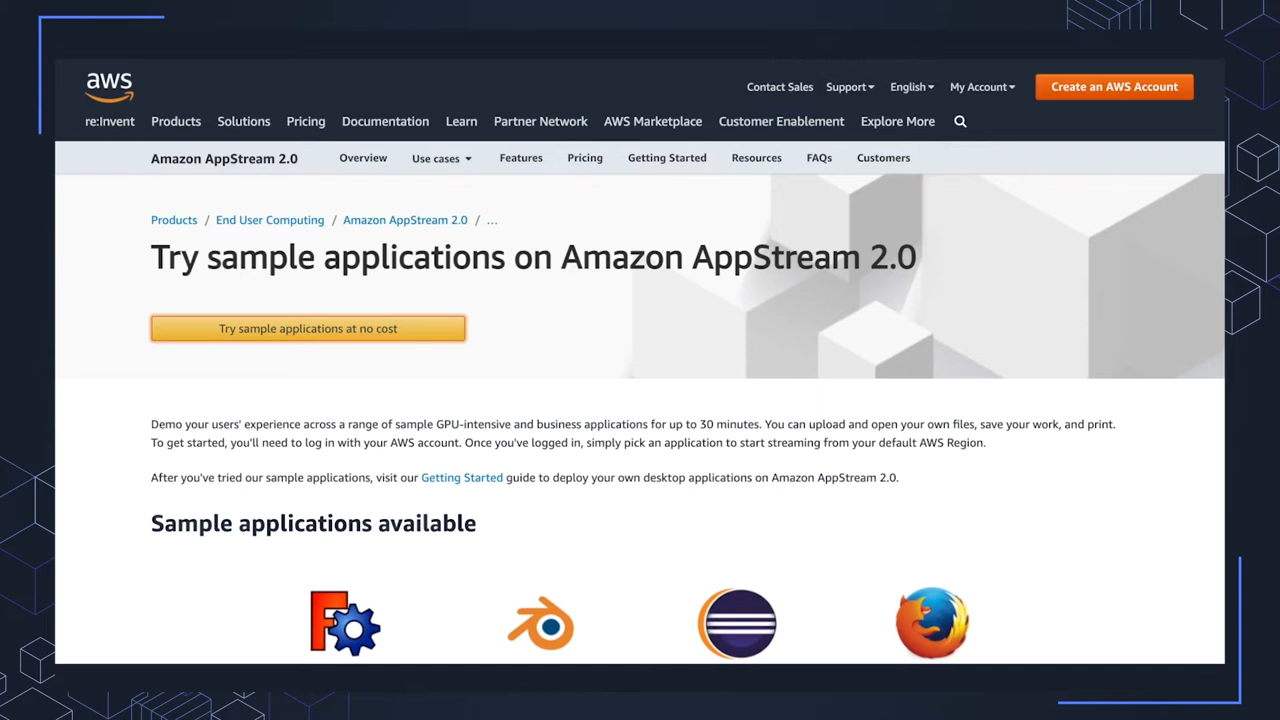 aws
Contact Sales Support English My Account Create an AWS Account
re:Invent Products Solutions Pricing Documentation Learn Partner Network AWS Marketplace Customer Enablement Explore More
Amazon AppStream 2.0 Overview Use cases Features Pricing Getting Started Resources FAQs Customers
Products / End User Computing / Amazon AppStream 2.0 / ...
Try sample applications on Amazon AppStream 2.0
Try sample applications at no cost
Demo your users' experience across a range of sample GPU-intensive and business applications for up to 30 minutes. You can upload and open your own files, save your work, and print.
To get started, you'll need to log in with your AWS account. Once you've logged in, simply pick an application to start streaming from your default AWS Region.
After you've tried our sample applications, visit our Getting Started guide to deploy your own desktop applications on Amazon AppStream 2.0.
Sample applications available